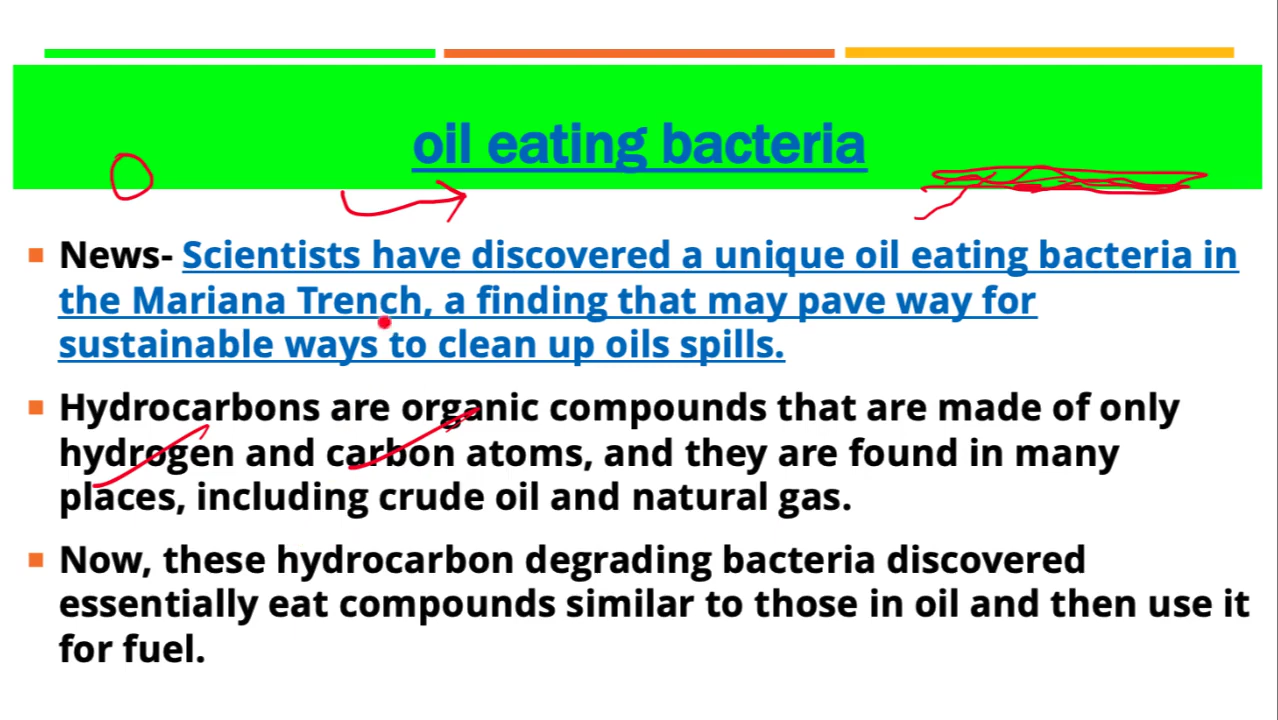 oil eating bacteria
News- Scientists have discovered a unique oil eating bacteria in
the Mariana Trench, a finding that may pave way for
sustainable ways to clean up oils spills.
Hydrocarbons are organic compounds that are made of only
hydrogen and carbon atoms, and they are found in many
places, including crude oil and natural gas.
Now, these hydrocarbon degrading bacteria discovered
essentially eat compounds similar to those in oil and then use it
for fuel.